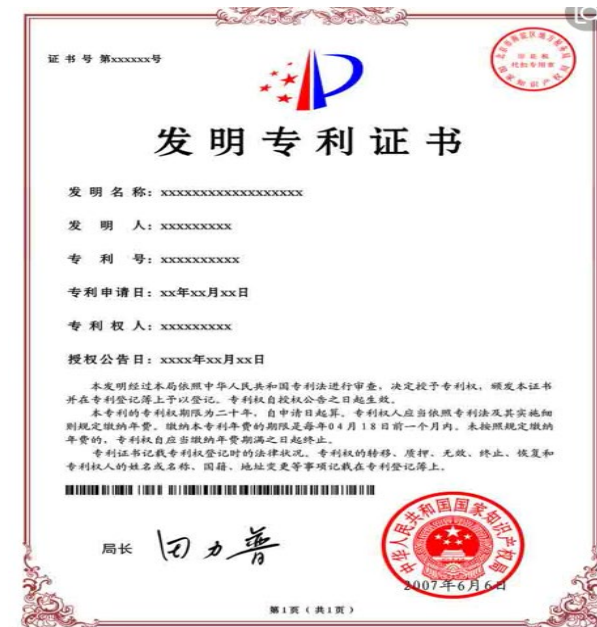 证 书 号 第xxxxxx号
发明专利证书
发 明 名 称：xxxxxxxxxxxxxxxxxx
发 明 人：xxxxxxxxx
专 利 号：xxxxxxxxxx
专利申请日：xx年xx月xx日
专 利 权 人：xxxxxxxxx
授权公告日：xxxx年xx月xx日
本发明经过本局依照中华人民共和国专利法进行审查，决定授予专利权，颁发本证书
并在专利登记簿上予以登记。专利权自授权公告之日起生效。
本专利的专利权期限为二十年，自申请日起算。专利权人应当依照专利法及其实施细
则规定缴纳年费。缴纳本专利年费的期限是每年04月18日前一个月内。未按照规定缴纳
年费的，专利权自应当缴纳年费期满之日起终止。
专利证书记载专利权登记时的法律状况。专利权的转移、质押、无效、终止、恢复和
专利权人的姓名或名称、国籍、地址变更等事项记载在专利登记簿上。
局长 田力普
中华人民共和国国家知识产权局
2007年6月6日
第1页（共1页）